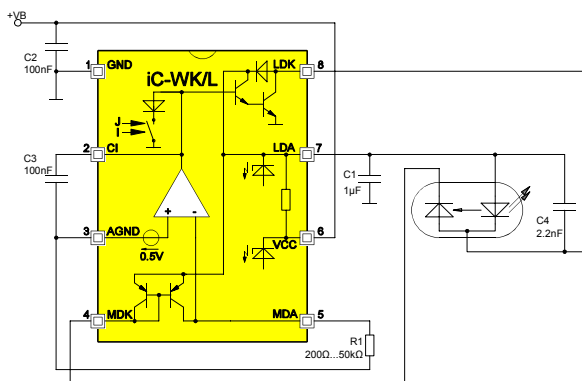 +VB
C2
100nF
1
GND
iC-WK/L
LDK
8
J
I
2
CI
LDA
7
C3
100nF
C1
1µF
C4
2.2nF
+
-
3
AGND
0.5V
VCC
6
4
MDK
MDA
5
R1
200Ω...50kΩ